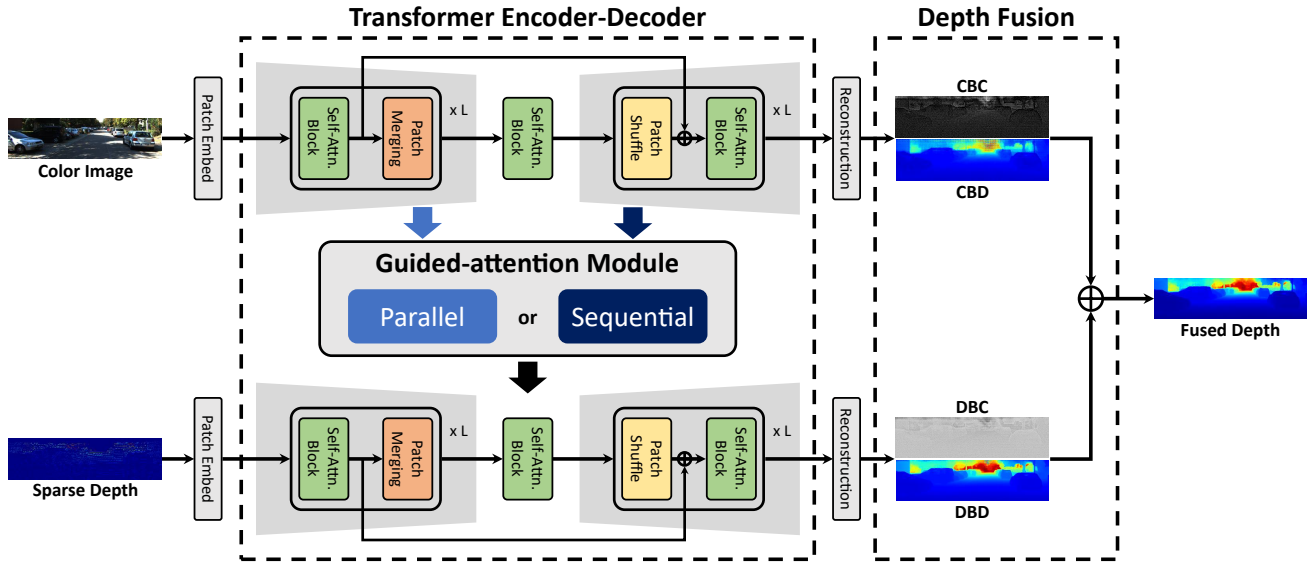 Transformer Encoder-Decoder
Depth Fusion
Color Image
Patch Embed
Self-Attn.
Block
Patch
Merging
x L
Self-Attn.
Block
Patch
Shuffle
Self-Attn.
Block
x L
Reconstruction
CBC
CBD
Guided-attention Module
Parallel
or
Sequential
Fused Depth
Sparse Depth
Patch Embed
Self-Attn.
Block
Patch
Merging
x L
Self-Attn.
Block
Patch
Shuffle
Self-Attn.
Block
x L
Reconstruction
DBC
DBD